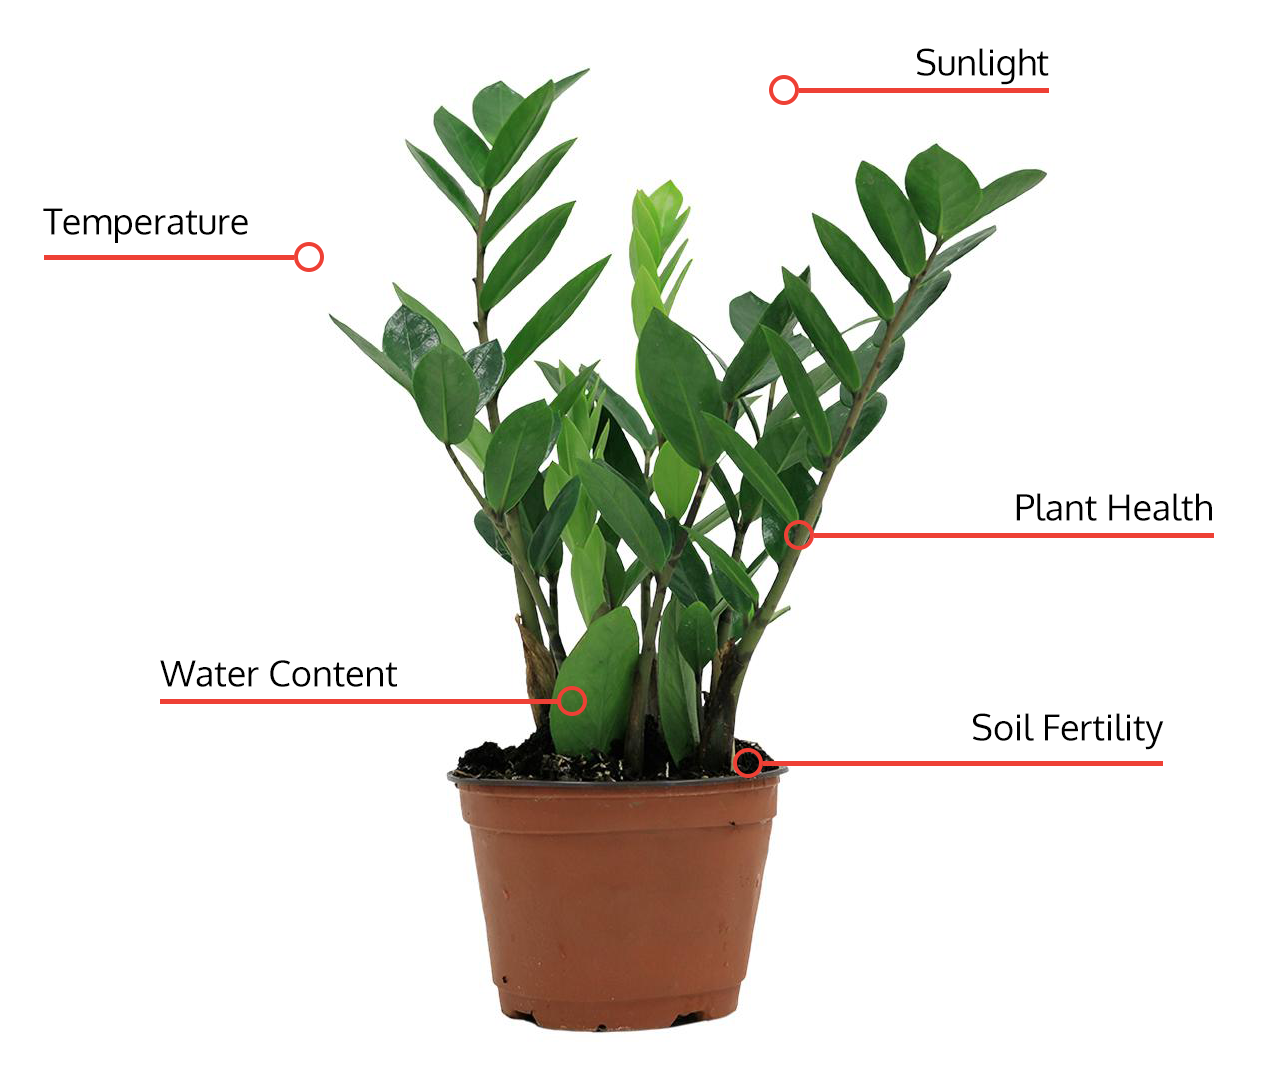 Sunlight
Temperature
Plant Health
Water Content
Soil Fertility